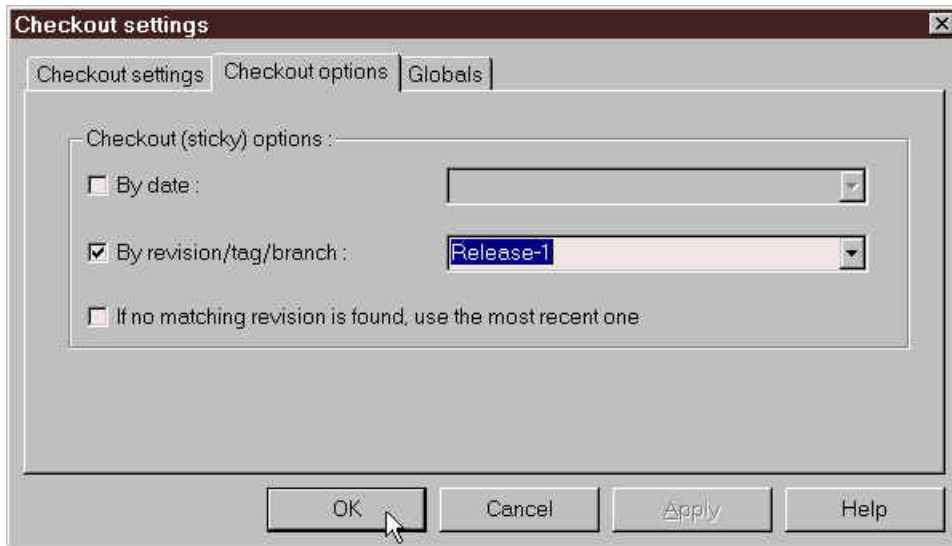 Checkout settings
Checkout settings Checkout options Globals
Checkout (sticky) options :
By date :
By revision/tag/branch : Release-1
If no matching revision is found, use the most recent one
OK Cancel Apply Help